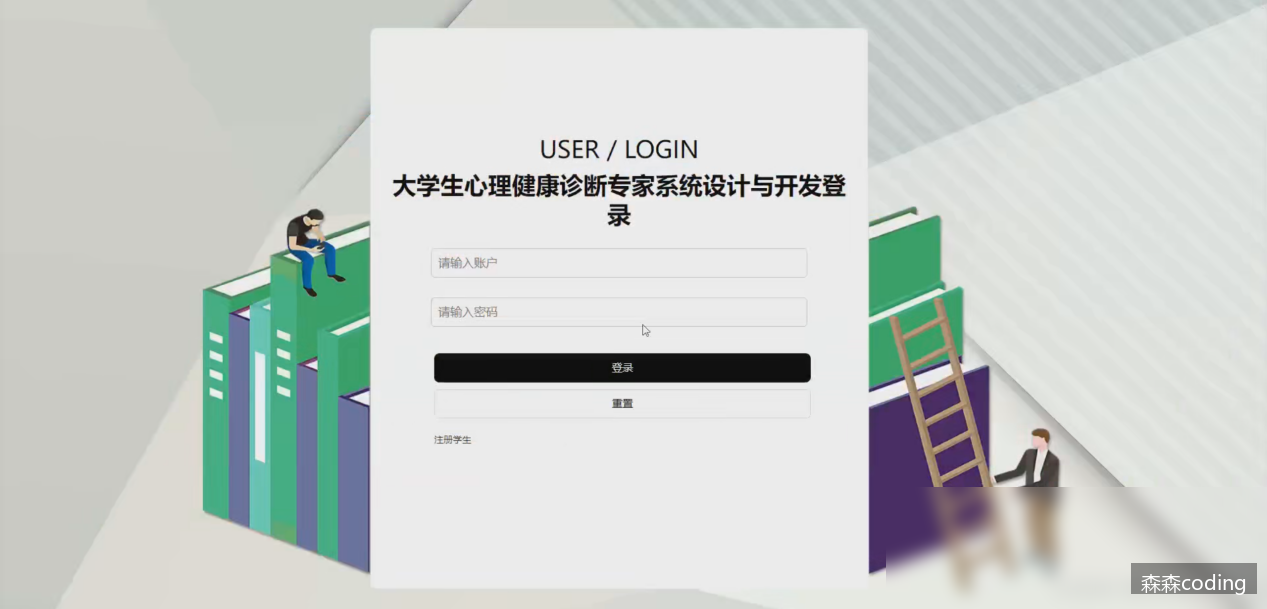 USER / LOGIN
大学生心理健康诊断专家系统设计与开发登
录
请输入账户
请输入密码
登录
重置
注册学生
森森coding